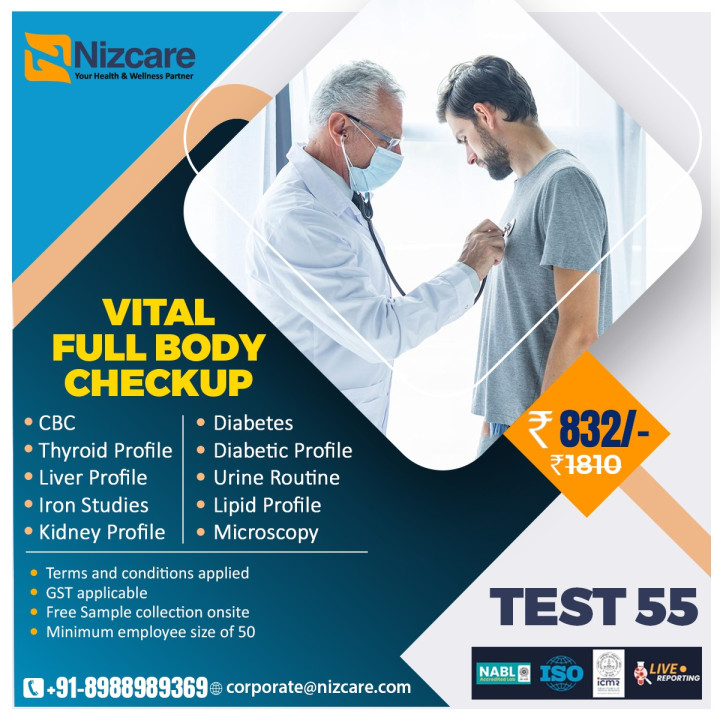 Nizcare
Your Health & Wellness Partner
VITAL
FULL BODY
CHECKUP
• CBC
• Thyroid Profile
• Liver Profile
• Iron Studies
• Kidney Profile
• Diabetes
• Diabetic Profile
• Urine Routine
• Lipid Profile
• Microscopy
₹ 832/-
₹1810
• Terms and conditions applied
• GST applicable
• Free Sample collection onsite
• Minimum employee size of 50
TEST 55
+91-8988989369
corporate@nizcare.com
NABL
Accredited Lab
ISO
icmr
LIVE
REPORTING